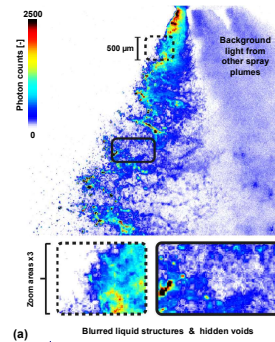 2500
Photon counts [-]
0
500 µm
Background
light from
other spray
plumes
Zoom areas x3
(a)
Blurred liquid structures & hidden voids